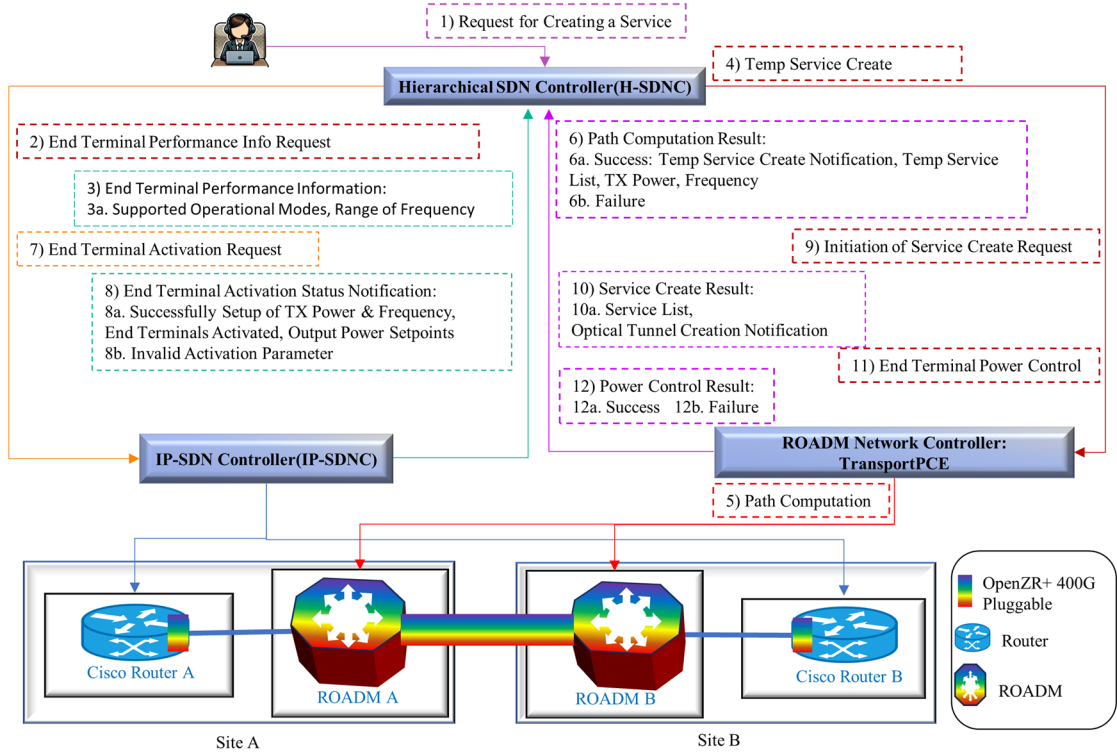 1) Request for Creating a Service
4) Temp Service Create
Hierarchical SDN Controller(H-SDNC)
2) End Terminal Performance Info Request
3) End Terminal Performance Information:
3a. Supported Operational Modes, Range of Frequency
7) End Terminal Activation Request
8) End Terminal Activation Status Notification:
8a. Successfully Setup of TX Power & Frequency,
End Terminals Activated, Output Power Setpoints
8b. Invalid Activation Parameter
6) Path Computation Result:
6a. Success: Temp Service Create Notification, Temp Service
List, TX Power, Frequency
6b. Failure
9) Initiation of Service Create Request
10) Service Create Result:
10a. Service List,
Optical Tunnel Creation Notification
11) End Terminal Power Control
12) Power Control Result:
12a. Success 12b. Failure
IP-SDN Controller(IP-SDNC)
ROADM Network Controller:
TransportPCE
5) Path Computation
Cisco Router A
ROADM A
ROADM B
Cisco Router B
Site A
Site B
OpenZR+ 400G
Pluggable
Router
ROADM